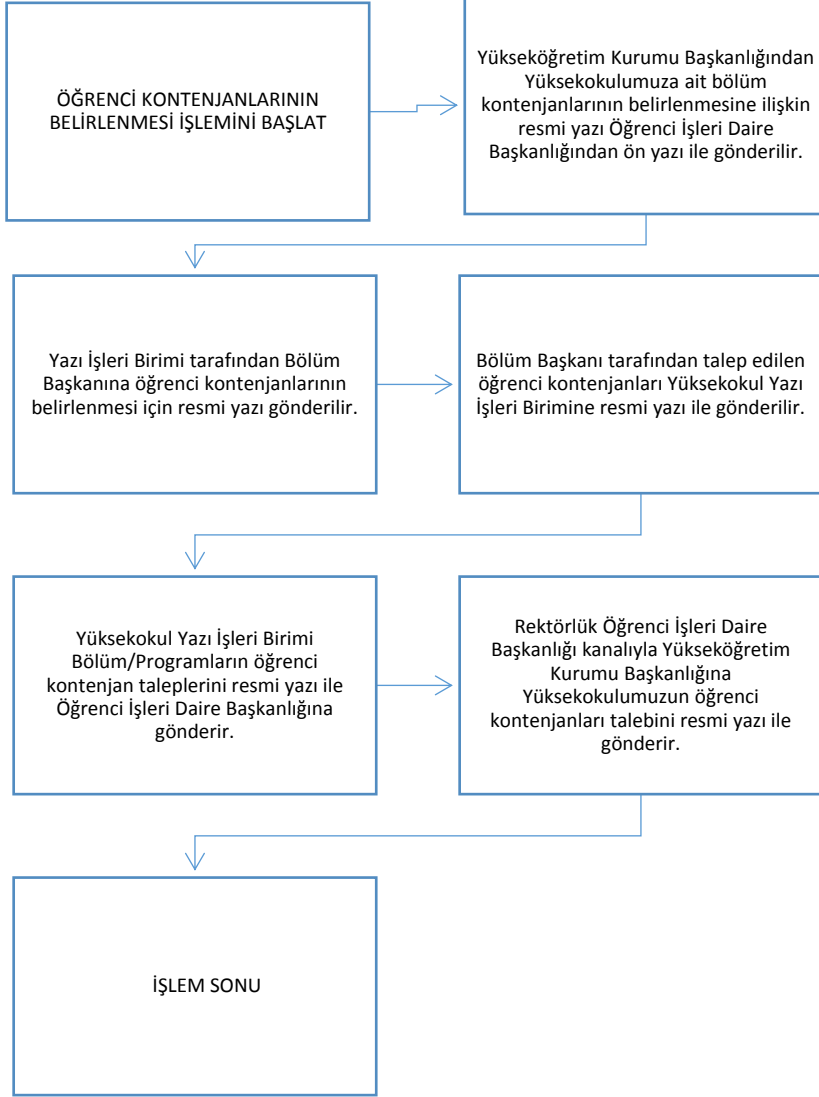 ÖĞRENCİ KONTENJANLARININ
BELİRLENMESİ İŞLEMİNİ BAŞLAT
Yükseköğretim Kurumu Başkanlığından
Yüksekokulumuza ait bölüm
kontenjanlarının belirlenmesine ilişkin
resmi yazı Öğrenci İşleri Daire
Başkanlığından ön yazı ile gönderilir.
Yazı İşleri Birimi tarafından Bölüm
Başkanına öğrenci kontenjanlarının
belirlenmesi için resmi yazı gönderilir.
Bölüm Başkanı tarafından talep edilen
öğrenci kontenjanları Yüksekokul Yazı
İşleri Birimine resmi yazı ile gönderilir.
Yüksekokul Yazı İşleri Birimi
Bölüm/Programların öğrenci
kontenjan taleplerini resmi yazı ile
Öğrenci İşleri Daire Başkanlığına
gönderir.
Rektörlük Öğrenci İşleri Daire
Başkanlığı kanalıyla Yükseköğretim
Kurumu Başkanlığına
Yüksekokulumuzun öğrenci
kontenjanları talebini resmi yazı ile
gönderir.
İŞLEM SONU